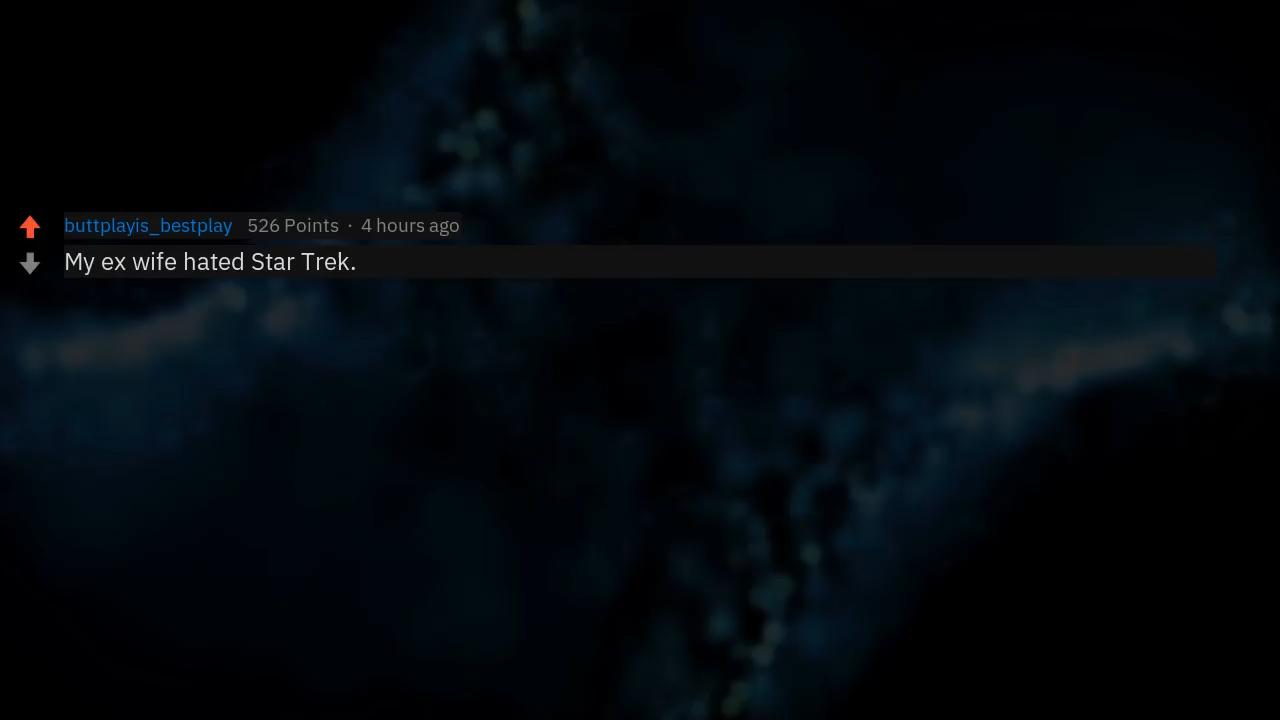 buttplayis_bestplay 526 Points · 4 hours ago
My ex wife hated Star Trek.